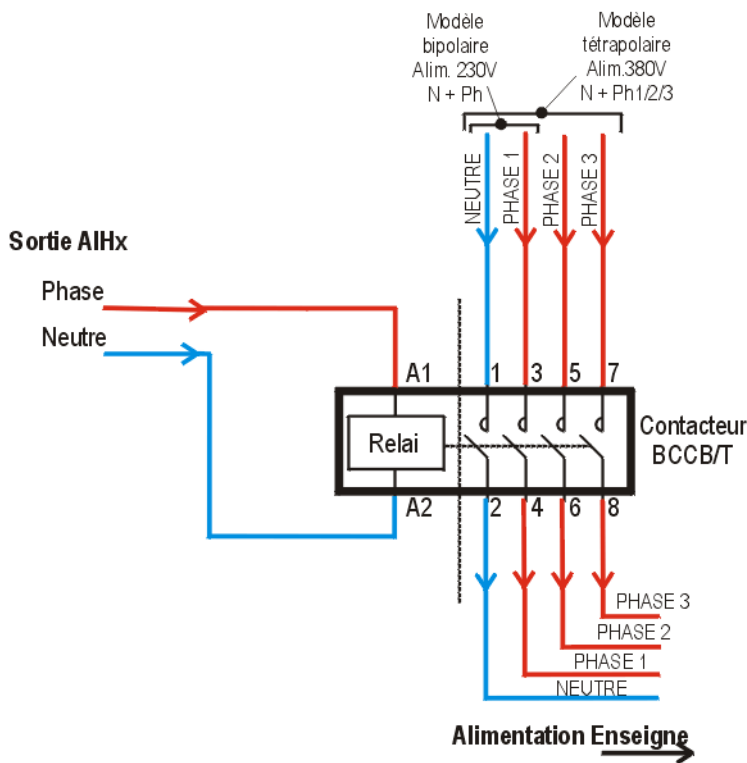 Modèle
bipolaire
Alim. 230V
N + Ph
Modèle
tétrapolaire
Alim.380V
N + Ph1/2/3
NEUTRE
PHASE 1
PHASE 2
PHASE 3
Sortie AIHx
Phase
Neutre
A1
1
3
5
7
Relai
Contacteur
BCCB/T
A2
2
4
6
8
PHASE 3
PHASE 2
PHASE 1
NEUTRE
Alimentation Enseigne